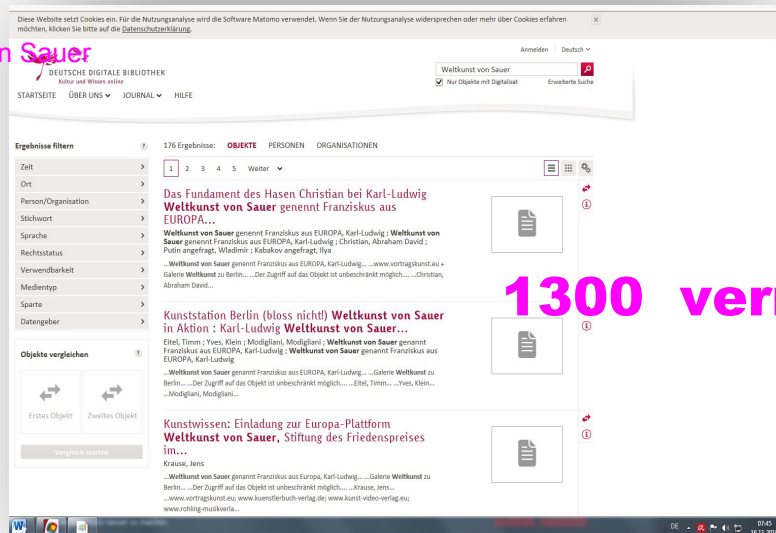 Diese Website setzt Cookies ein. Für die Nutzungsanalyse wird die Software Matomo verwendet. Wenn Sie der Nutzungsanalyse widersprechen oder mehr über Cookies erfahren
möchten, klicken Sie bitte auf die Datenschutzerklärung.
n Sauer
Anmelden Deutsch
DEUTSCHE DIGITALE BIBLIOTHEK
Kultur und Wissen online
Weltkunst von Sauer
Nur Objekte mit Digitalisat Erweiterte Suche
STARTSEITE ÜBER UNS JOURNAL HILFE
Ergebnisse filtern ?
176 Ergebnisse: OBJEKTE PERSONEN ORGANISATIONEN
1 2 3 4 5 Weiter
Zeit
Ort
Person/Organisation
Stichwort
Sprache
Rechtsstatus
Verwendbarkeit
Medientyp
Sparte
Datengeber
Objekte vergleichen ?
Erstes Objekt Zweites Objekt
Vergleich starten
Das Fundament des Hasen Christian bei Karl-Ludwig
Weltkunst von Sauer genannt Franziskus aus
EUROPA...
Weltkunst von Sauer genannt Franziskus aus EUROPA, Karl-Ludwig ; Weltkunst von
Sauer genannt Franziskus aus EUROPA, Karl-Ludwig ; Christian, Abraham David ;
Putin angefragt, Wladimir ; Kabakov angefragt, Ilya
...Weltkunst von Sauer genannt Franziskus aus EUROPA, Karl-Ludwig... ...www.vortragskunst.eu +
Galerie Weltkunst zu Berlin... ...Der Zugriff auf das Objekt ist unbeschränkt möglich.... ...Christian,
Abraham David...
1300 ver
Kunststation Berlin (bloss nicht!) Weltkunst von Sauer
in Aktion : Karl-Ludwig Weltkunst von Sauer...
Eitel, Timm ; Yves, Klein ; Modigliani, Modigliani ; Weltkunst von Sauer genannt
Franziskus aus EUROPA, Karl-Ludwig ; Weltkunst von Sauer genannt Franziskus aus
EUROPA, Karl-Ludwig
...Weltkunst von Sauer genannt Franziskus aus EUROPA, Karl-Ludwig... ...Galerie Weltkunst zu
Berlin... ...Der Zugriff auf das Objekt ist unbeschränkt möglich.... ...Eitel, Timm... ...Yves, Klein...
...Modigliani, Modigliani...
Kunstwissen: Einladung zur Europa-Plattform
Weltkunst von Sauer, Stiftung des Friedenspreises
im...
Krause, Jens
...Weltkunst von Sauer genannt Franziskus aus Europa, Karl-Ludwig... ...Galerie Weltkunst zu
Berlin... ...Der Zugriff auf das Objekt ist unbeschränkt möglich.... ...Krause, Jens...
...www.vortragskunst.eu; www.kuenstlerbuch-verlag.de; www.kunst-video-verlag.eu;
www.rohling-musikverla...
DE 07:45